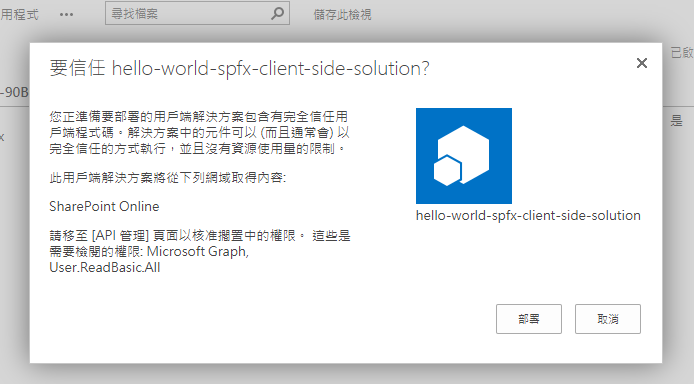 用程式 ••• 尋找檔案 儲存此檢視
已啟
-90B
是
x
要信任 hello-world-spfx-client-side-solution?
您正準備要部署的用戶端解決方案包含有完全信任用
戶端程式碼。解決方案中的元件可以 (而且通常會) 以
完全信任的方式執行，並且沒有資源使用量的限制。
此用戶端解決方案將從下列網域取得內容:
SharePoint Online
請移至 [API 管理] 頁面以核准擱置中的權限。 這些是
需要檢閱的權限: Microsoft Graph,
User.ReadBasic.All
hello-world-spfx-client-side-solution
部署
取消